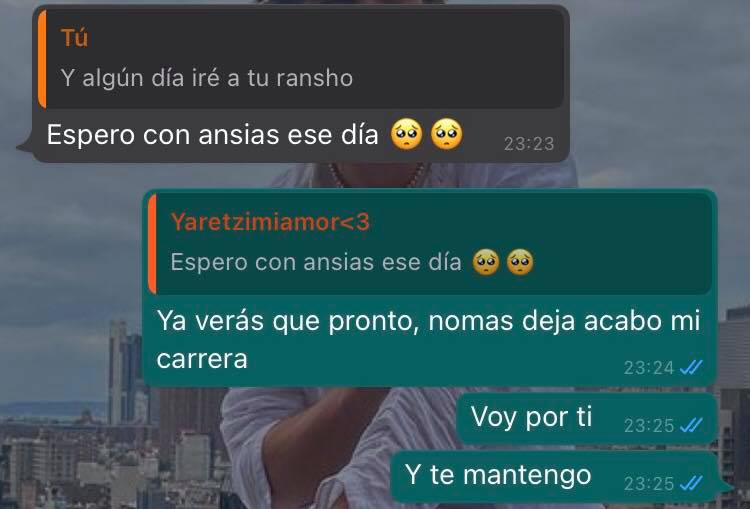 Tú
Y algún día iré a tu ransho
Espero con ansias ese día 🥺🥺
23:23
Yaretzimiamor<3
Espero con ansias ese día 🥺🥺
Ya verás que pronto, nomas deja acabo mi
carrera
23:24
Voy por ti 23:25
Y te mantengo 23:25